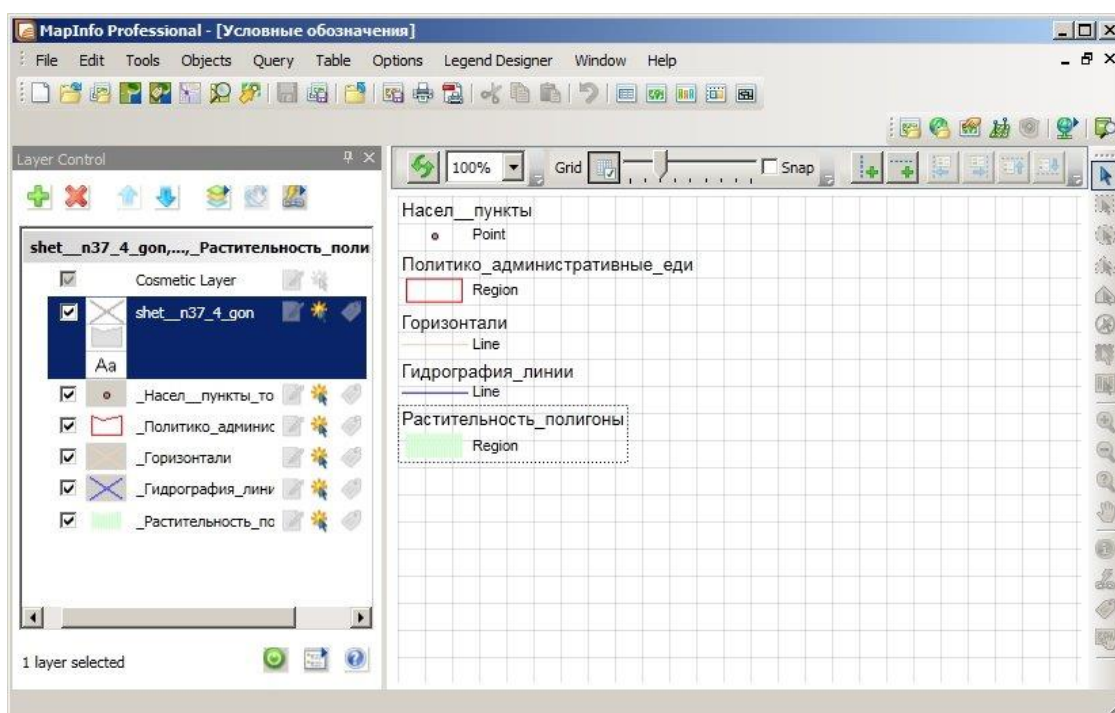 MapInfo Professional - [Условные обозначения]
File Edit Tools Objects Query Table Options Legend Designer Window Help
Layer Control
100% Grid Snap
shet__n37_4_gon,...,_Растительность_поли
Cosmetic Layer
shet__n37_4_gon
Aa
_Насел__пункты_то
_Политико_админис
_Горизонтали
_Гидрография_лини
_Растительность_по
1 layer selected
Насел__пункты
Point
Политико_административные_еди
Region
Горизонтали
Line
Гидрография_линии
Line
Растительность_полигоны
Region